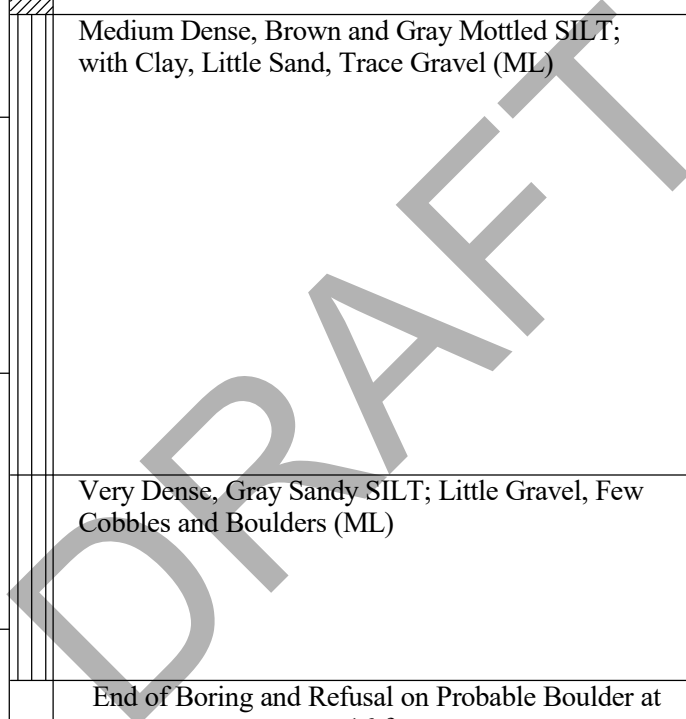 Medium Dense, Brown and Gray Mottled SILT;
with Clay, Little Sand, Trace Gravel (ML)
DRAFT
Very Dense, Gray Sandy SILT; Little Gravel, Few
Cobbles and Boulders (ML)
End of Boring and Refusal on Probable Boulder at